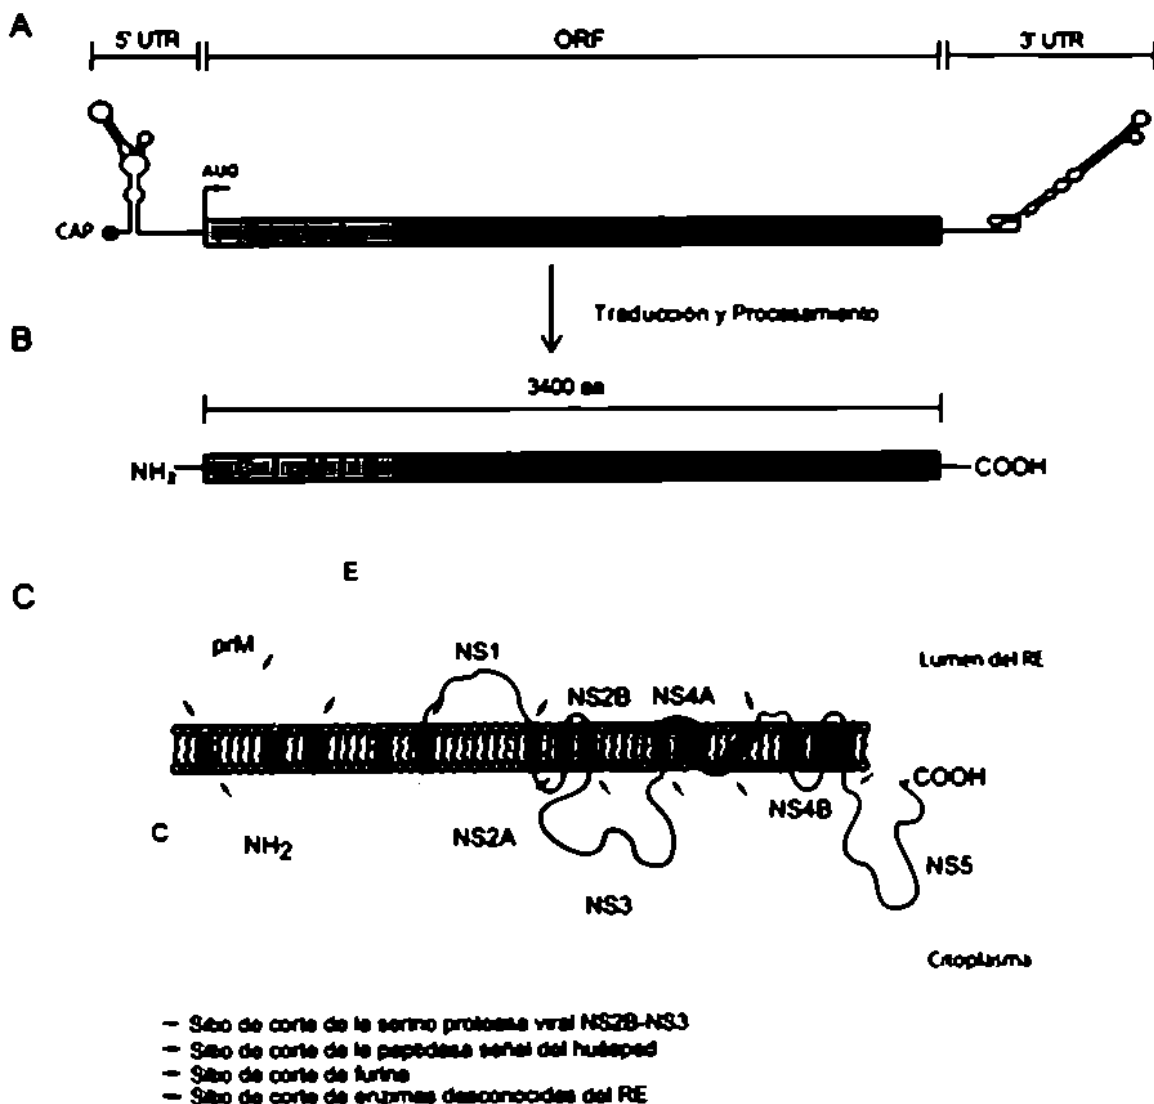 A
5' UTR
ORF
3' UTR
AUG
CAP
Traducción y Procesamiento
B
3400 aa
NH2
COOH
C
E
prM
NS1
Lumen del RE
NS2B
NS4A
COOH
C
NH2
NS2A
NS4B
NS3
NS5
Citoplasma
– Sitio de corte de la serino proteasa viral NS2B-NS3
– Sitio de corte de la peptidasa señal del huésped
– Sitio de corte de furina
– Sitio de corte de enzimas desconocidas del RE